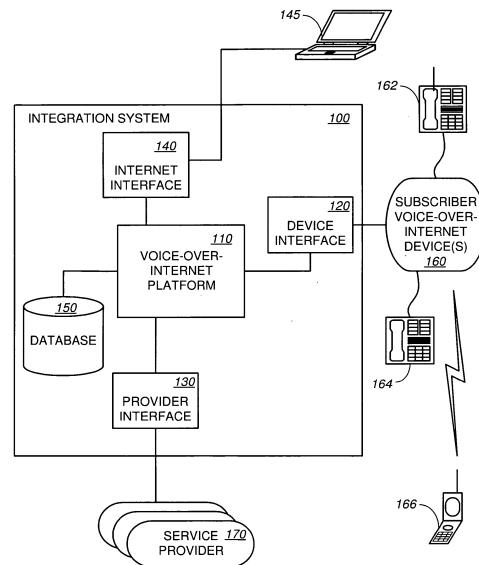 145
162
INTEGRATION SYSTEM
100
140
INTERNET
INTERFACE
120
DEVICE
INTERFACE
SUBSCRIBER
VOICE-OVER-
INTERNET
DEVICE(S)
160
110
VOICE-OVER-
INTERNET
PLATFORM
150
DATABASE
164
130
PROVIDER
INTERFACE
166
SERVICE
PROVIDER
170